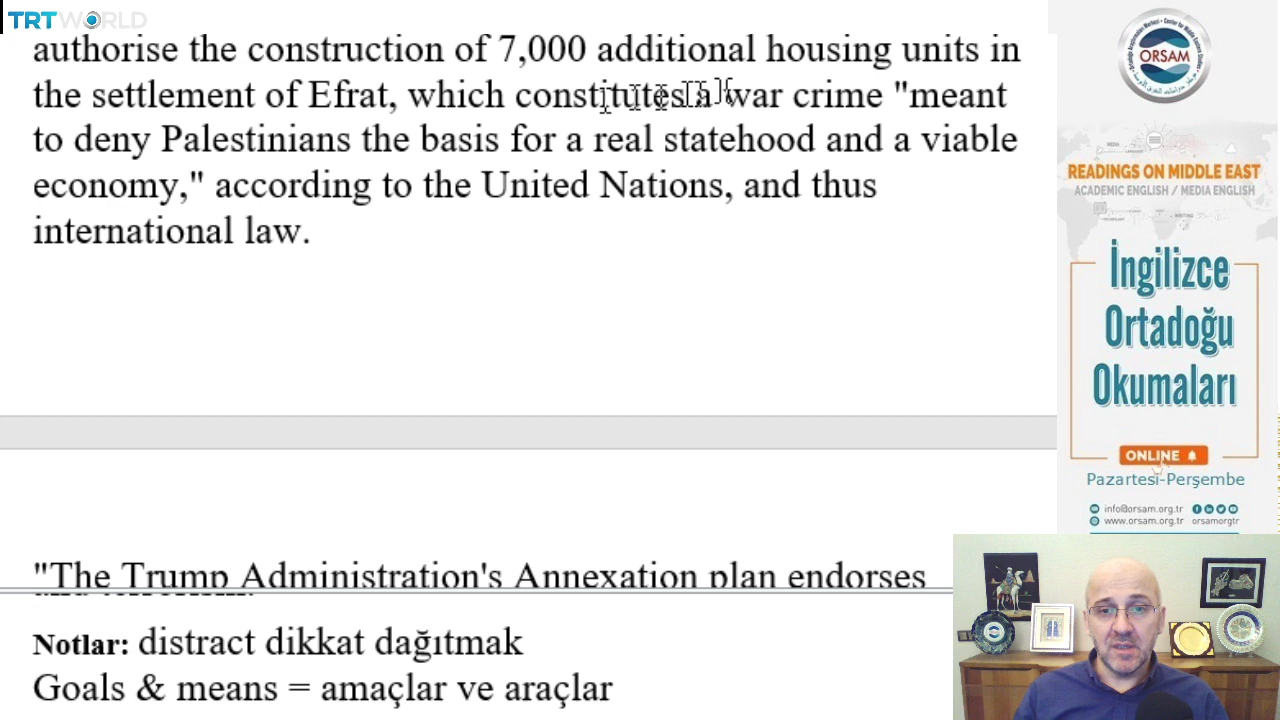 TRT WORLD
authorise the construction of 7,000 additional housing units in
the settlement of Efrat, which constitutes a war crime "meant
to deny Palestinians the basis for a real statehood and a viable
economy," according to the United Nations, and thus
international law.
"The Trump Administration's Annexation plan endorses
and terrorism.
Notlar: distract dikkat dağıtmak
Goals & means = amaçlar ve araçlar
ORSAM
READINGS ON MIDDLE EAST
ACADEMIC ENGLISH / MEDIA ENGLISH
İngilizce
Ortadoğu
Okumaları
ONLINE
Pazartesi-Perşembe
info@orsam.org.tr
www.orsam.org.tr orsamorgtr